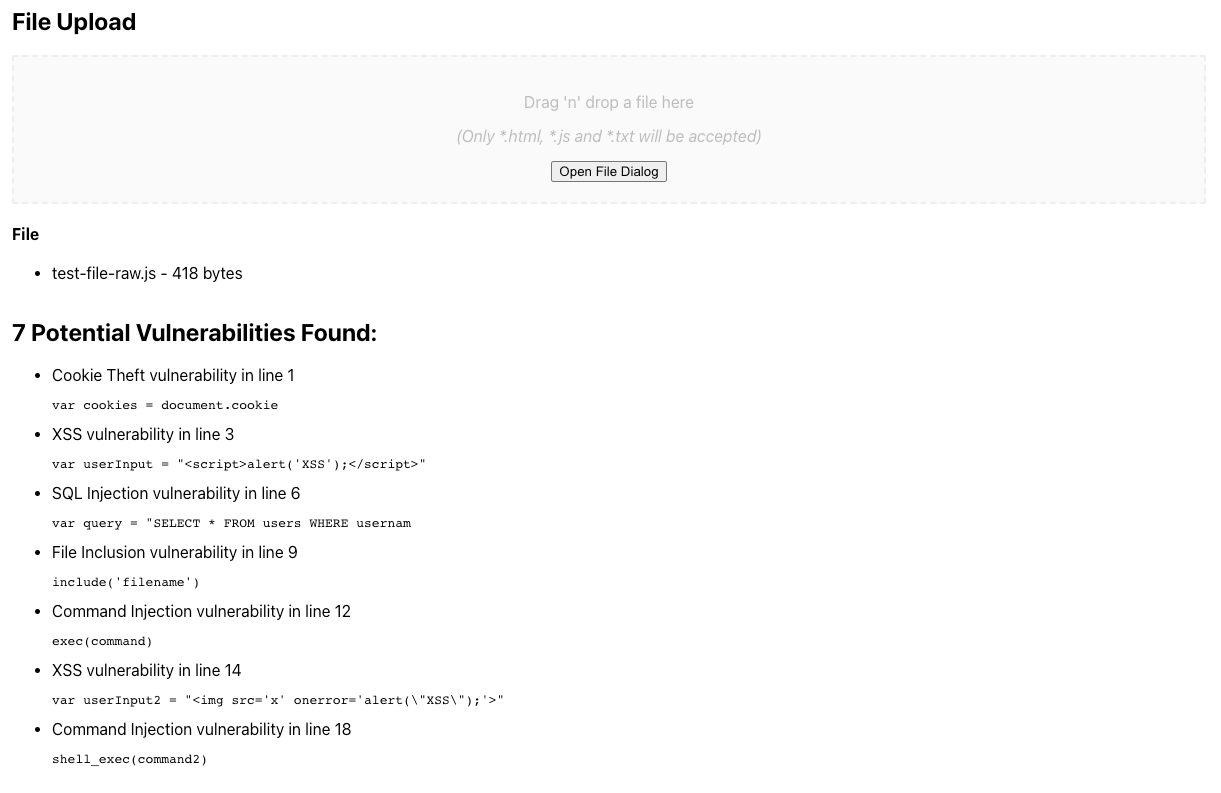 File Upload
Drag 'n' drop a file here
(Only *.html, *.js and *.txt will be accepted)
Open File Dialog
File
• test-file-raw.js - 418 bytes
7 Potential Vulnerabilities Found:
• Cookie Theft vulnerability in line 1
var cookies = document.cookie
• XSS vulnerability in line 3
var userInput = "<script>alert('XSS');</script>"
• SQL Injection vulnerability in line 6
var query = "SELECT * FROM users WHERE usernam
• File Inclusion vulnerability in line 9
include('filename')
• Command Injection vulnerability in line 12
exec(command)
• XSS vulnerability in line 14
var userInput2 = "<img src='x' onerror='alert(\"XSS\");'>"
• Command Injection vulnerability in line 18
shell_exec(command2)